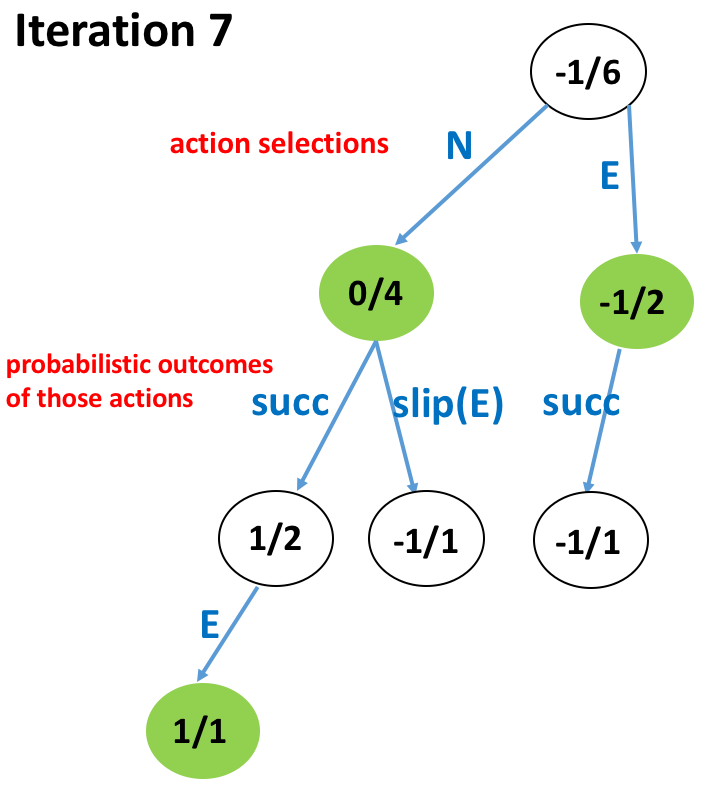 Iteration 7
-1/6
action selections
N
E
0/4
-1/2
probabilistic outcomes
of those actions
succ
slip(E)
succ
1/2
-1/1
-1/1
E
1/1